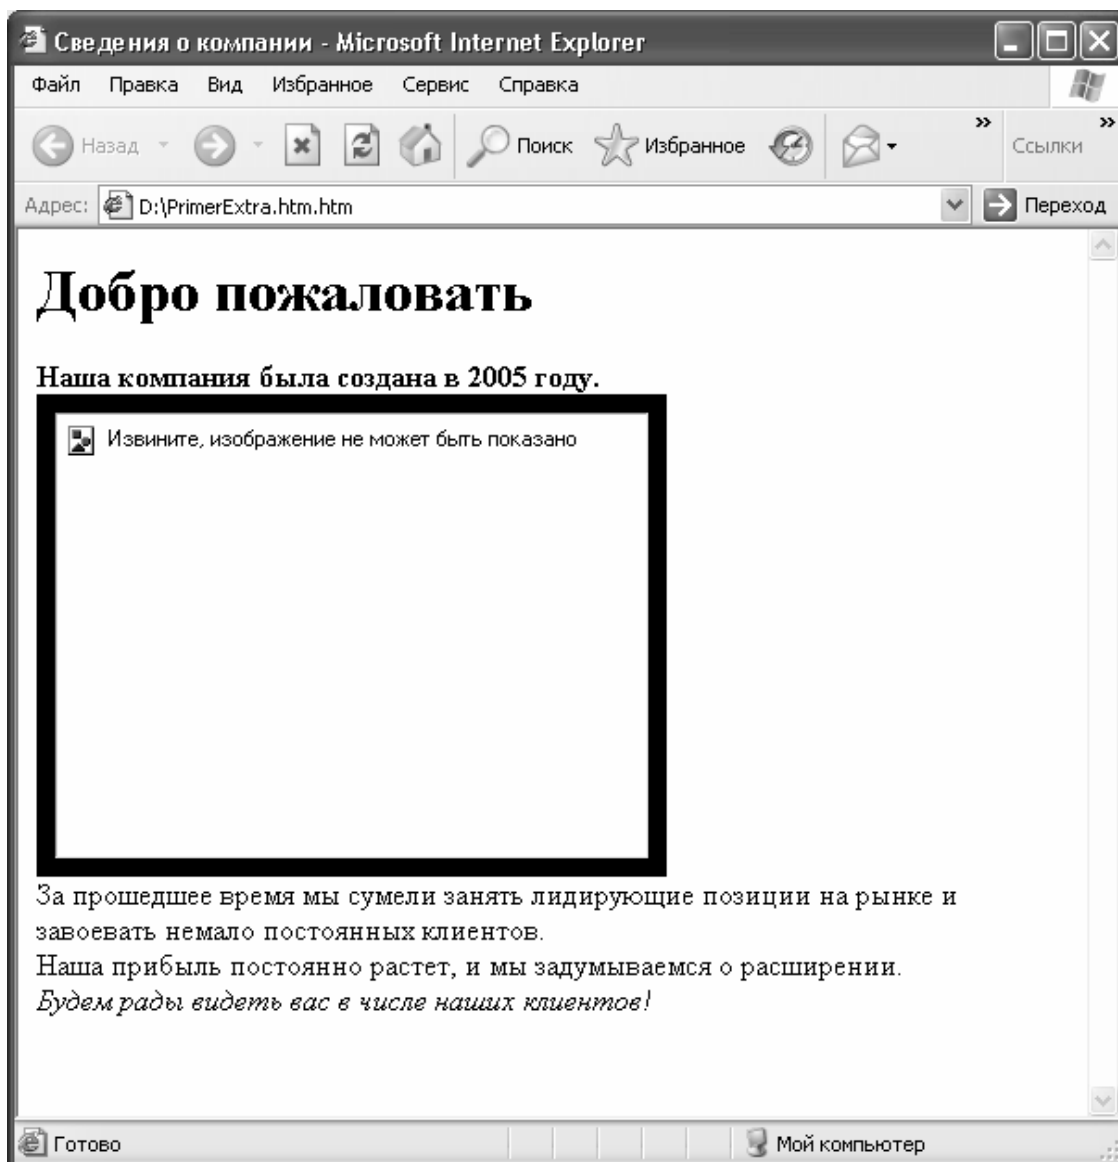 Сведения о компании - Microsoft Internet Explorer
Файл Правка Вид Избранное Сервис Справка
Назад Поиск Избранное » Ссылки »
Адрес: D:\PrimerExtra.htm.htm Переход
Добро пожаловать
Наша компания была создана в 2005 году.
Извините, изображение не может быть показано
За прошедшее время мы сумели занять лидирующие позиции на рынке и
завоевать немало постоянных клиентов.
Наша прибыль постоянно растет, и мы задумываемся о расширении.
Будем рады видеть вас в числе наших клиентов!
Готово Мой компьютер